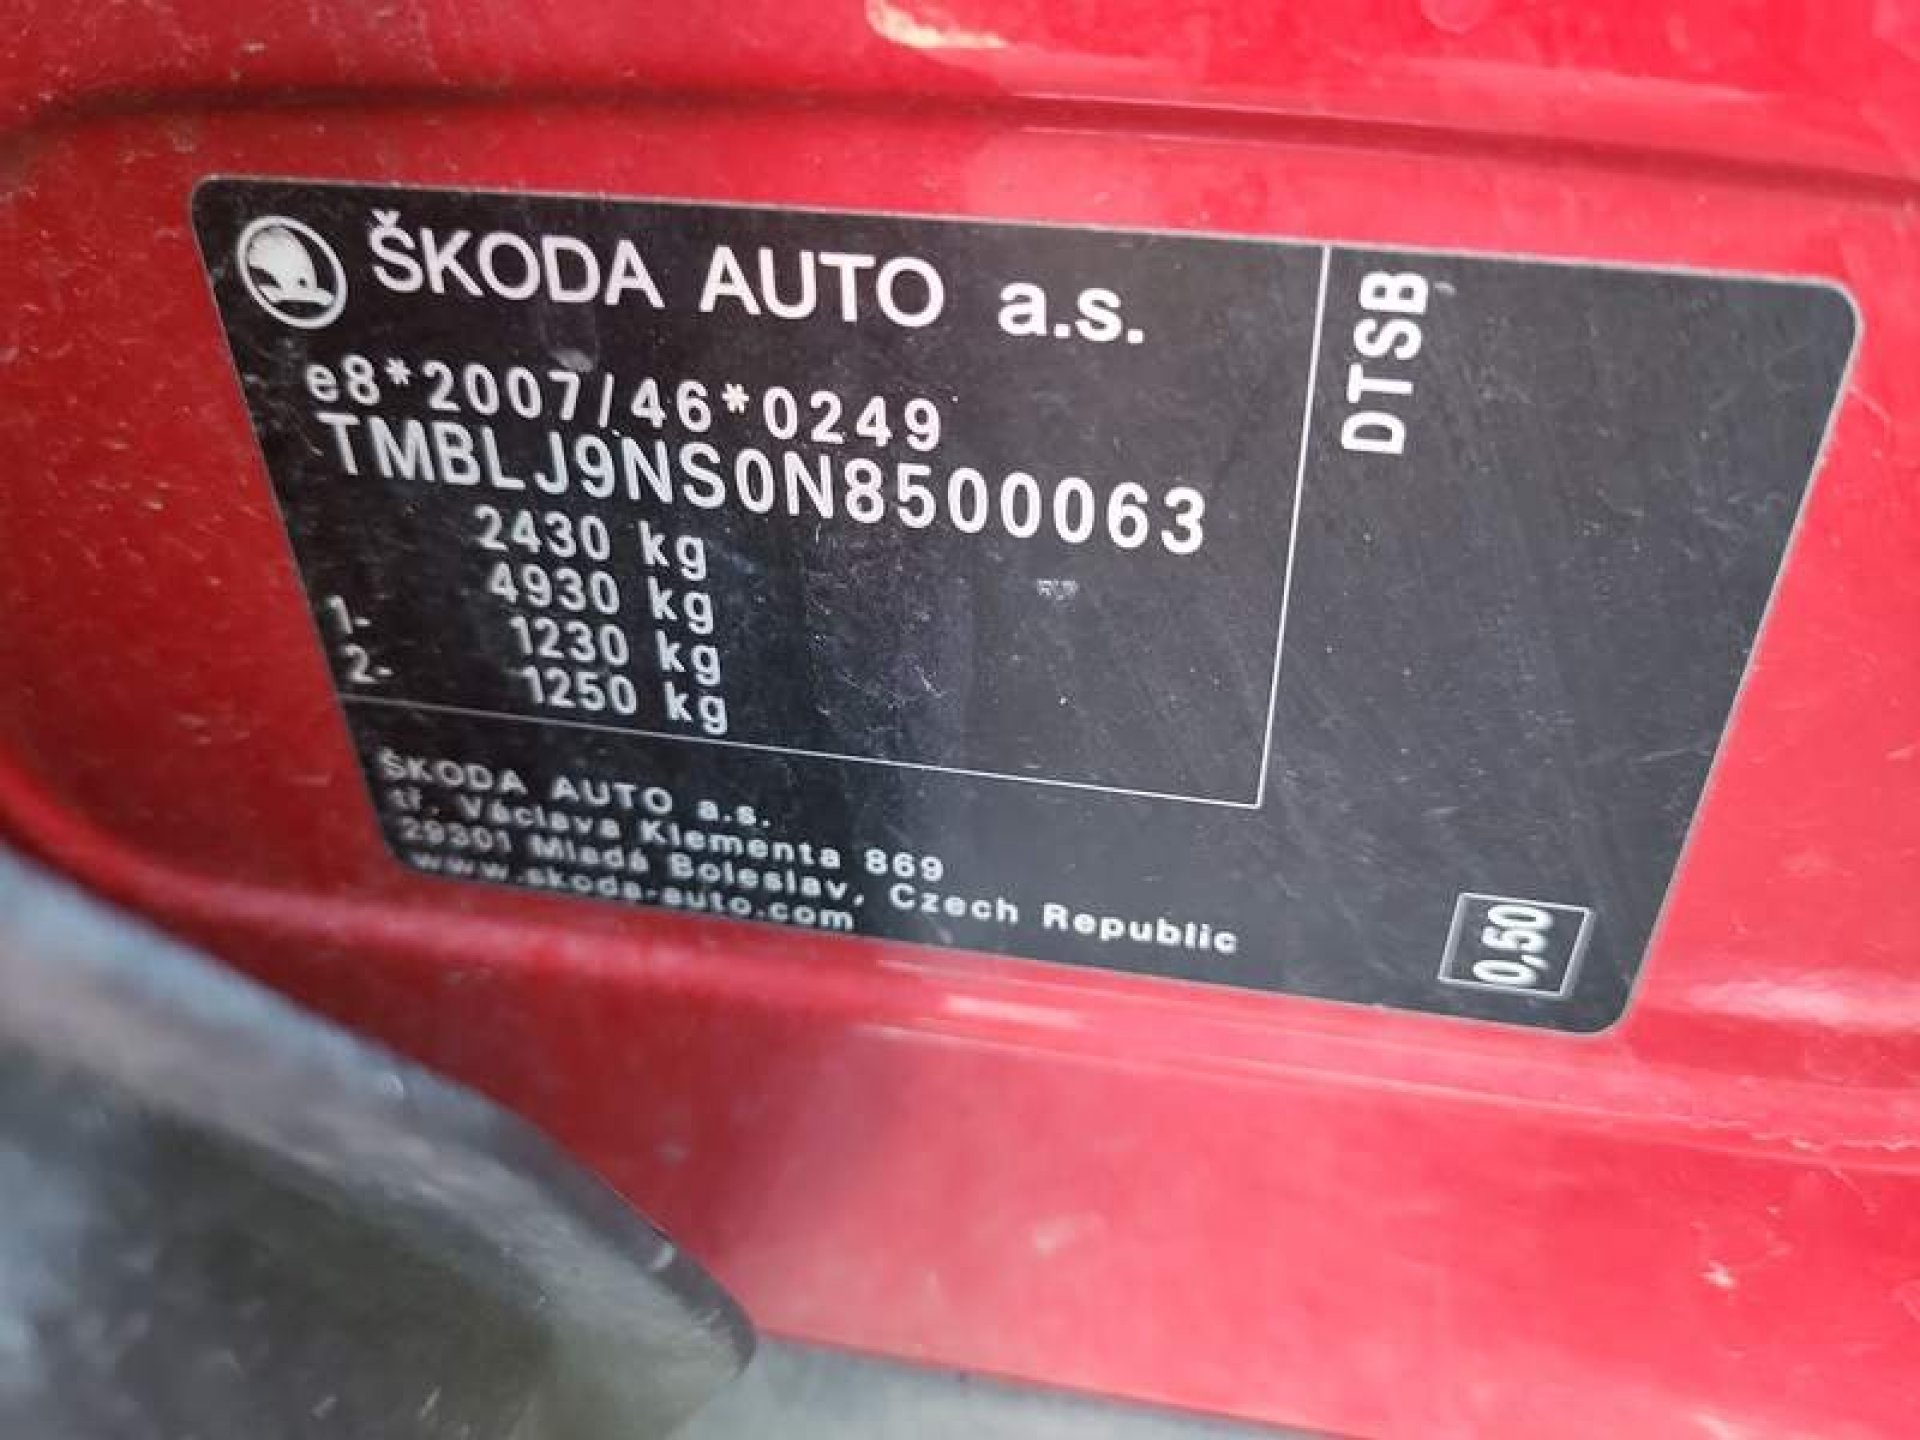 ŠKODA AUTO a.s.
e8*2007/46*0249
TMBLJ9NS0N8500063
2430 kg
4930 kg
1- 1230 kg
2- 1250 kg
ŠKODA AUTO a.s.
tř. Václava Klementa 869
29301 Mladá Boleslav, Czech Republic
www.skoda-auto.com
DTSB
0,50